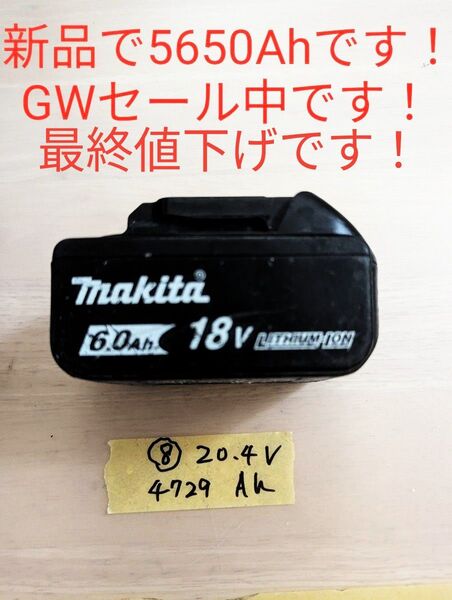 新品で5650Ahです！
GWセール中です！
最終値下げです！
makita®
6.0Ah 18V LITHIUM-ION
⑧ 20.4V
4729 Ah